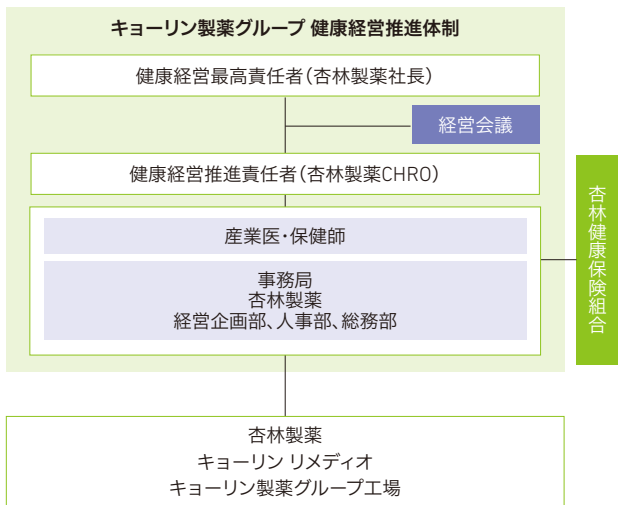 キョーリン製薬グループ 健康経営推進体制
健康経営最高責任者（杏林製薬社長）
経営会議
健康経営推進責任者（杏林製薬CHRO）
産業医・保健師
事務局
杏林製薬
経営企画部、人事部、総務部
杏林健康保険組合
杏林製薬
キョーリン リメディオ
キョーリン製薬グループ工場